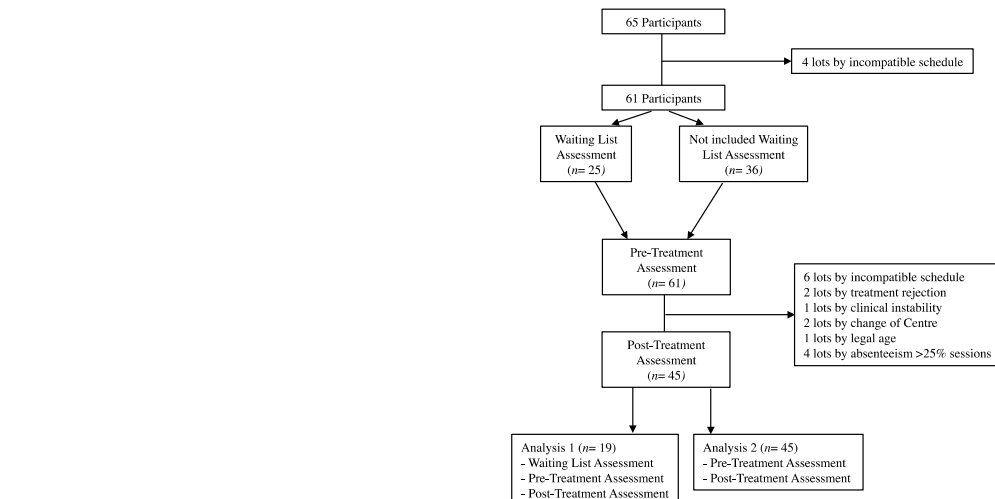 65 Participants
4 lots by incompatible schedule
61 Participants
Waiting List
Assessment
(n= 25)
Not included Waiting
List Assessment
(n= 36)
Pre-Treatment
Assessment
(n= 61)
6 lots by incompatible schedule
2 lots by treatment rejection
1 lots by clinical instability
2 lots by change of Centre
1 lots by legal age
4 lots by absenteeism >25% sessions
Post-Treatment
Assessment
(n= 45)
Analysis 1 (n= 19)
- Waiting List Assessment
- Pre-Treatment Assessment
- Post-Treatment Assessment
Analysis 2 (n= 45)
- Pre-Treatment Assessment
- Post-Treatment Assessment